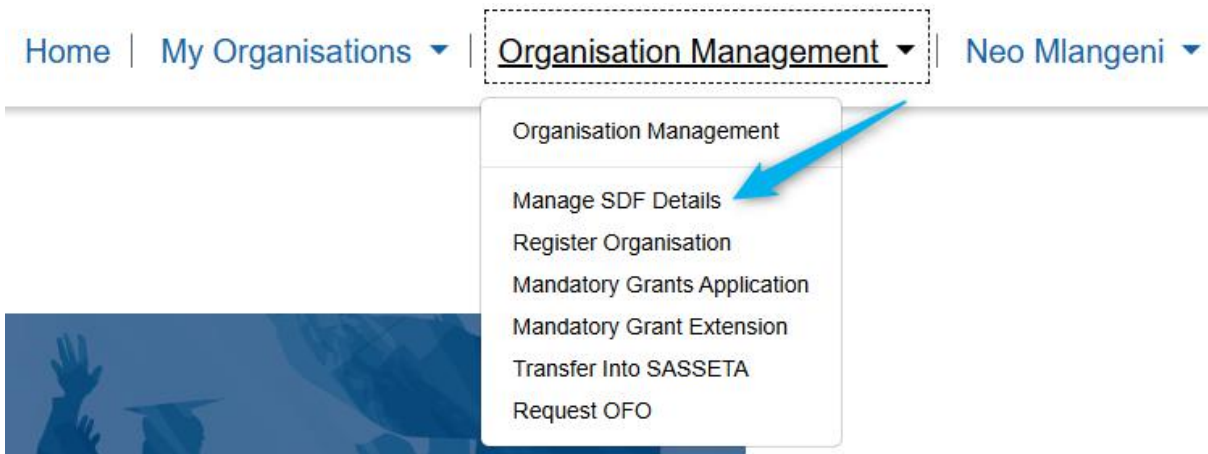 Home | My Organisations | Organisation Management | Neo Mlangeni
Organisation Management
Manage SDF Details
Register Organisation
Mandatory Grants Application
Mandatory Grant Extension
Transfer Into SASSETA
Request OFO